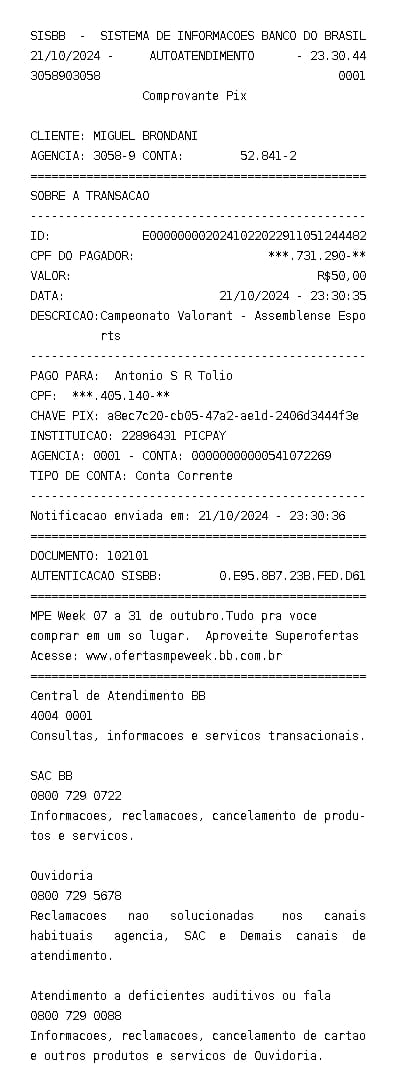 SISBB - SISTEMA DE INFORMACOES BANCO DO BRASIL
21/10/2024 - AUTOATENDIMENTO - 23.30.44
3058903058 0001
Comprovante Pix
CLIENTE: MIGUEL BRONDANI
AGENCIA: 3058-9 CONTA: 52.841-2
================================================
SOBRE A TRANSACAO
------------------------------------------------
ID: E0000000020241022022911051244482
CPF DO PAGADOR: ***.731.290-**
VALOR: R$50,00
DATA: 21/10/2024 - 23:30:35
DESCRICAO:Campeonato Valorant - Assemblense Espo
rts
------------------------------------------------
PAGO PARA: Antonio S R Tolio
CPF: ***.405.140-**
CHAVE PIX: a8ec7c20-cb05-47a2-ae1d-2406d3444f3e
INSTITUICAO: 22896431 PICPAY
AGENCIA: 0001 - CONTA: 00000000000541072269
TIPO DE CONTA: Conta Corrente
------------------------------------------------
Notificacao enviada em: 21/10/2024 - 23:30:36
================================================
DOCUMENTO: 102101
AUTENTICACAO SISBB: 0.E95.8B7.23B.FED.D61
================================================
MPE Week 07 a 31 de outubro.Tudo pra voce
comprar em um so lugar. Aproveite Superofertas
Acesse: www.ofertasmpeweek.bb.com.br
================================================
Central de Atendimento BB
4004 0001
Consultas, informacoes e servicos transacionais.
SAC BB
0800 729 0722
Informacoes, reclamacoes, cancelamento de produ-
tos e servicos.
Ouvidoria
0800 729 5678
Reclamacoes nao solucionadas nos canais
habituais agencia, SAC e Demais canais de
atendimento.
Atendimento a deficientes auditivos ou fala
0800 729 0088
Informacoes, reclamacoes, cancelamento de cartao
e outros produtos e servicos de Ouvidoria.